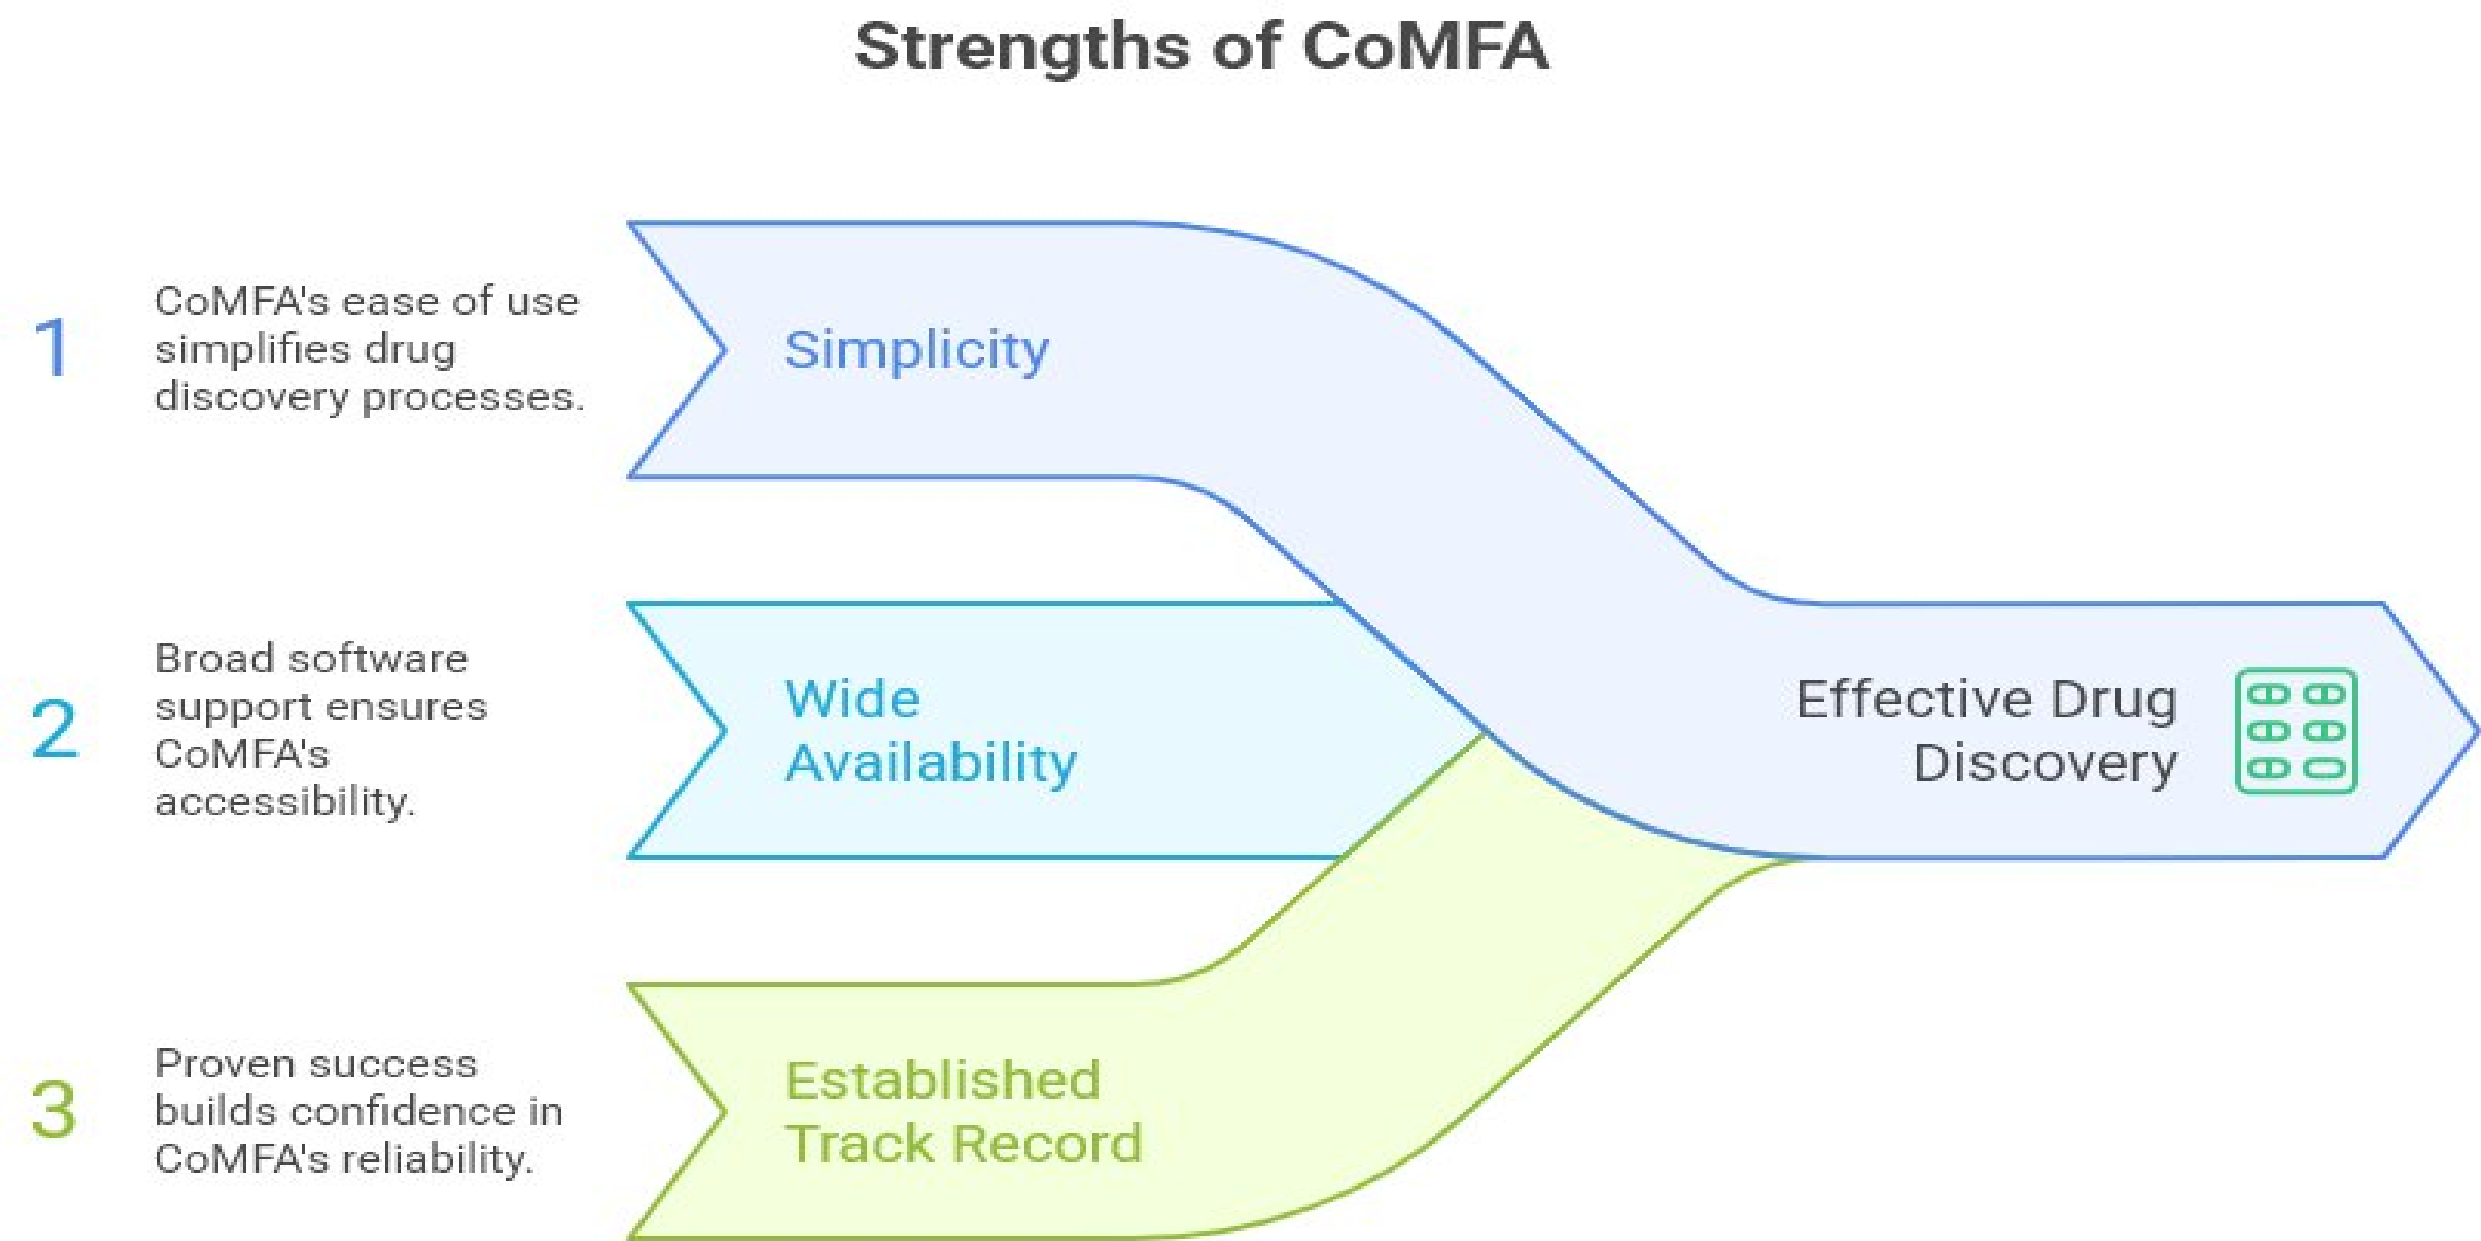 Strengths of CoMFA
1
CoMFA's ease of use
simplifies drug
discovery processes.
Simplicity
2
Broad software
support ensures
CoMFA's
accessibility.
Wide
Availability
Effective Drug
Discovery
3
Proven success
builds confidence in
CoMFA's reliability.
Established
Track Record